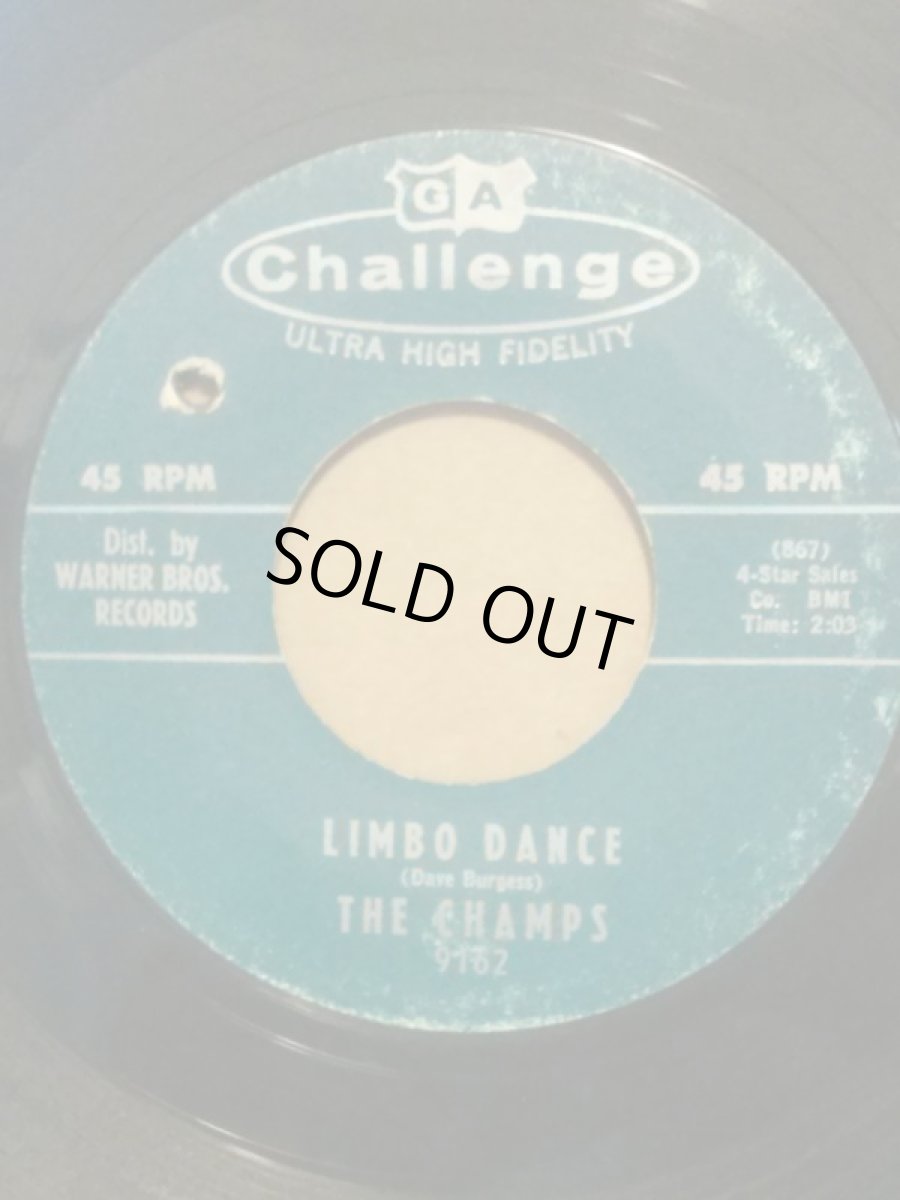 GA
Challenge
ULTRA HIGH FIDELITY
45 RPM
45 RPM
Dist. by
WARNER BROS.
RECORDS
(867)
4-Star Sales
Co. BMI
Time: 2:03
SOLD OUT
LIMBO DANCE
(Dave Burgess)
THE CHAMPS
9162